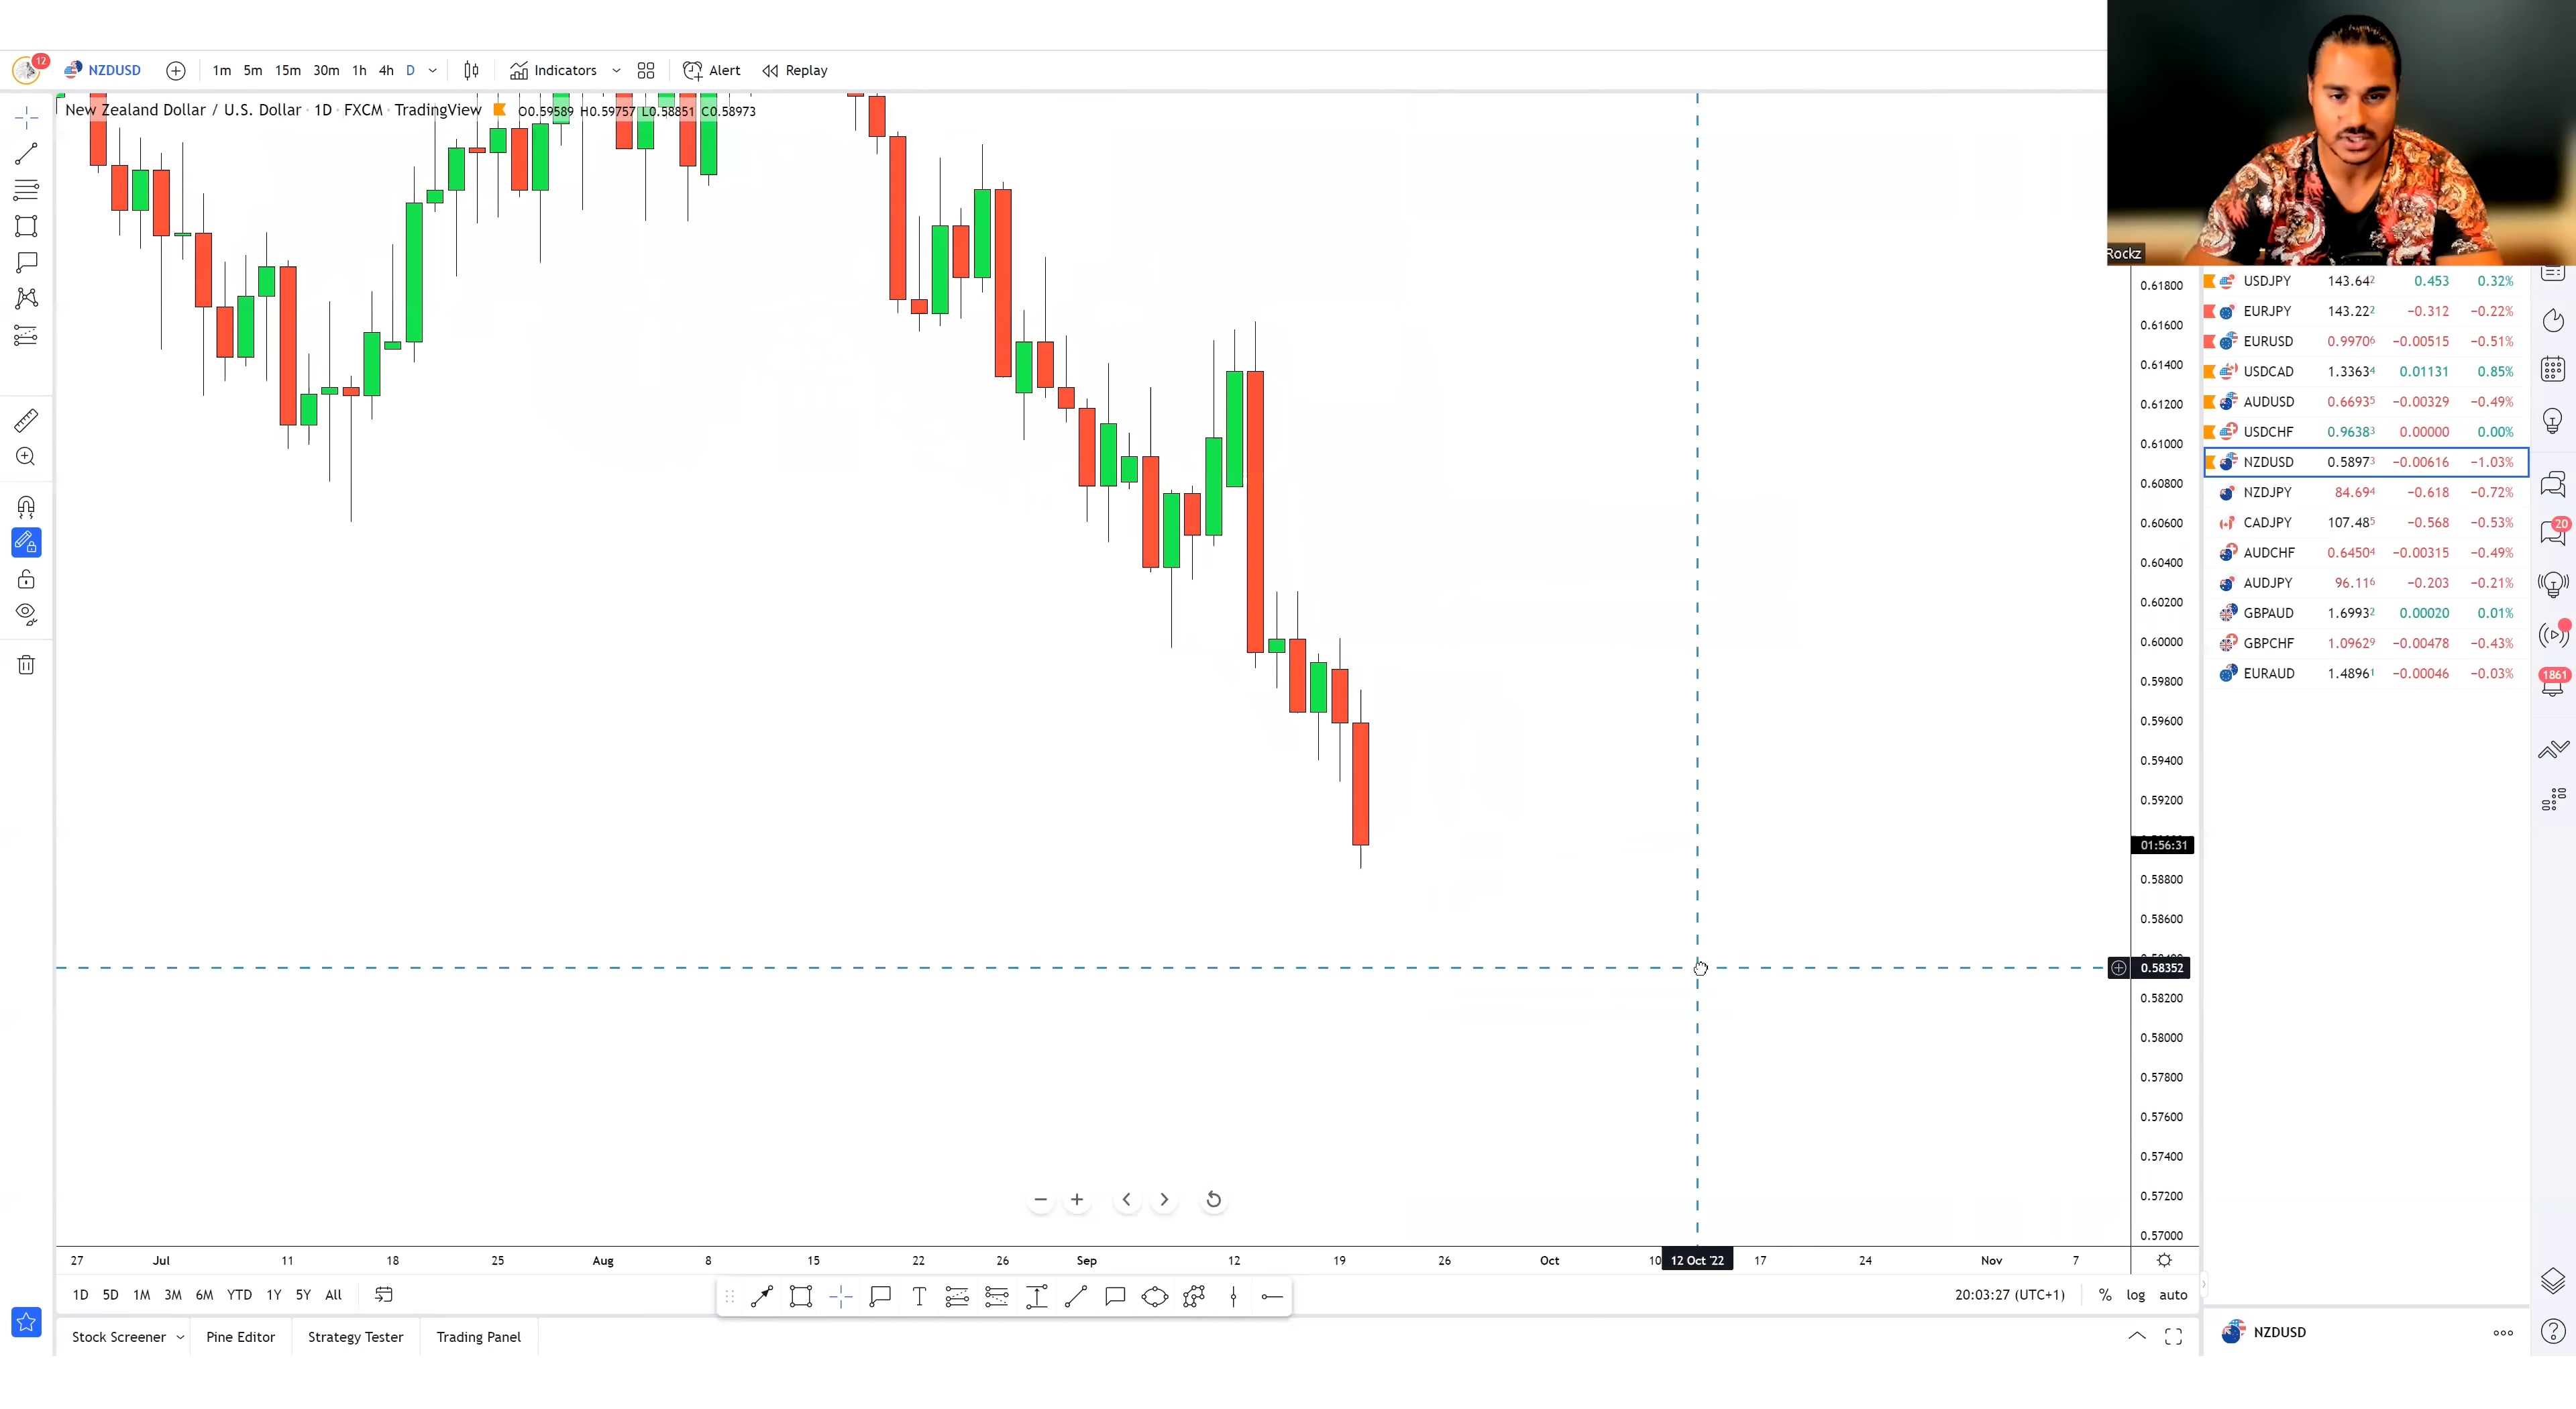 12 NZDUSD 1m 5m 15m 30m 1h 4h D Indicators Alert Replay
New Zealand Dollar / U.S. Dollar · 1D · FXCM · TradingView O0.59589 H0.59757 L0.58851 C0.58973
Rockz
USDJPY 143.642 0.453 0.32%
EURJPY 143.222 −0.312 −0.22%
EURUSD 0.99706 −0.00515 −0.51%
USDCAD 1.33634 0.01131 0.85%
AUDUSD 0.66935 −0.00329 −0.49%
USDCHF 0.96383 0.00000 0.00%
NZDUSD 0.58973 −0.00616 −1.03%
NZDJPY 84.694 −0.618 −0.72%
CADJPY 107.485 −0.568 −0.53%
AUDCHF 0.64504 −0.00315 −0.49%
AUDJPY 96.116 −0.203 −0.21%
GBPAUD 1.69932 0.00020 0.01%
GBPCHF 1.09629 −0.00478 −0.43%
EURAUD 1.48961 −0.00046 −0.03%
20
1861
0.61800
0.61600
0.61400
0.61200
0.61000
0.60800
0.60600
0.60400
0.60200
0.60000
0.59800
0.59600
0.59400
0.59200
01:56:31
0.58800
0.58600
0.58352
0.58200
0.58000
0.57800
0.57600
0.57400
0.57200
0.57000
27 Jul 11 18 25 Aug 8 15 22 26 Sep 12 19 26 Oct 10 12 Oct '22 17 24 Nov 7
1D 5D 1M 3M 6M YTD 1Y 5Y All T 20:03:27 (UTC+1) % log auto
Stock Screener Pine Editor Strategy Tester Trading Panel NZDUSD